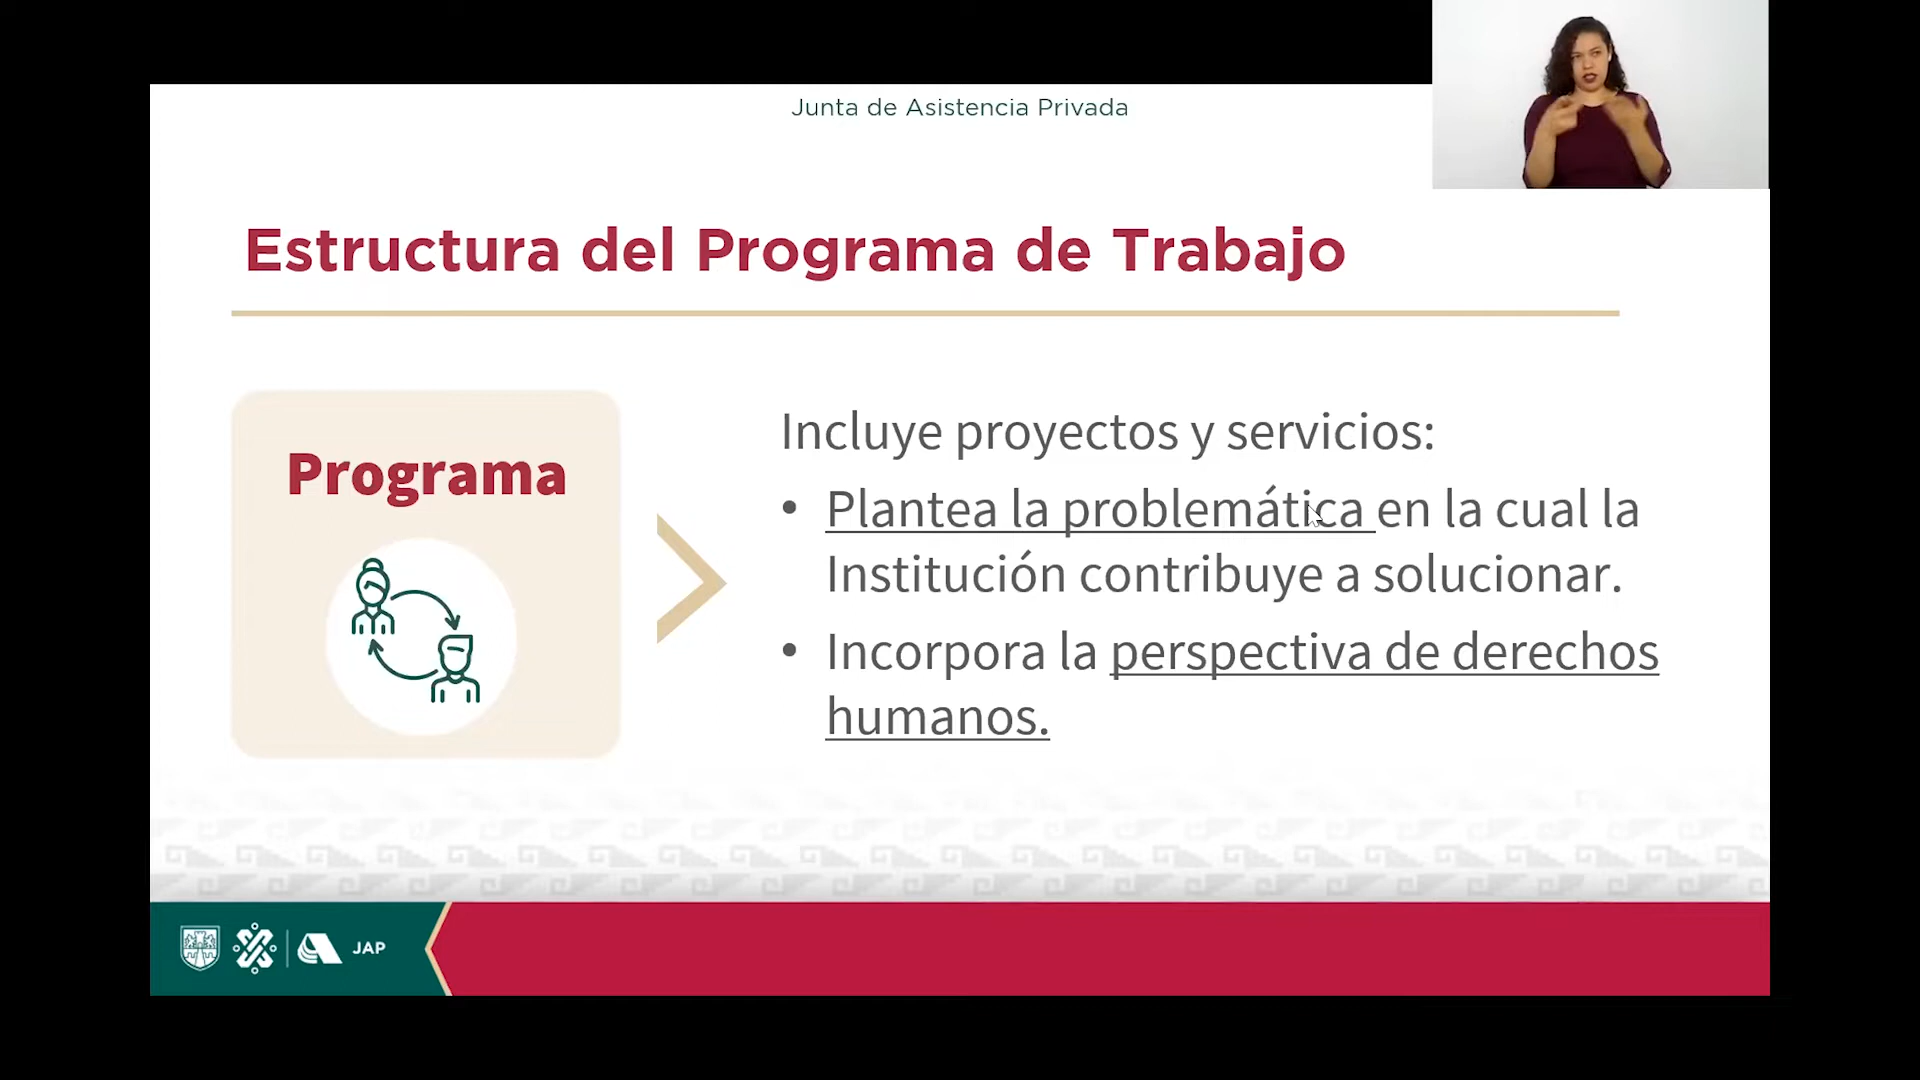 Junta de Asistencia Privada
Estructura del Programa de Trabajo
Programa
Incluye proyectos y servicios:
• Plantea la problemática en la cual la
Institución contribuye a solucionar.
• Incorpora la perspectiva de derechos
humanos.
JAP